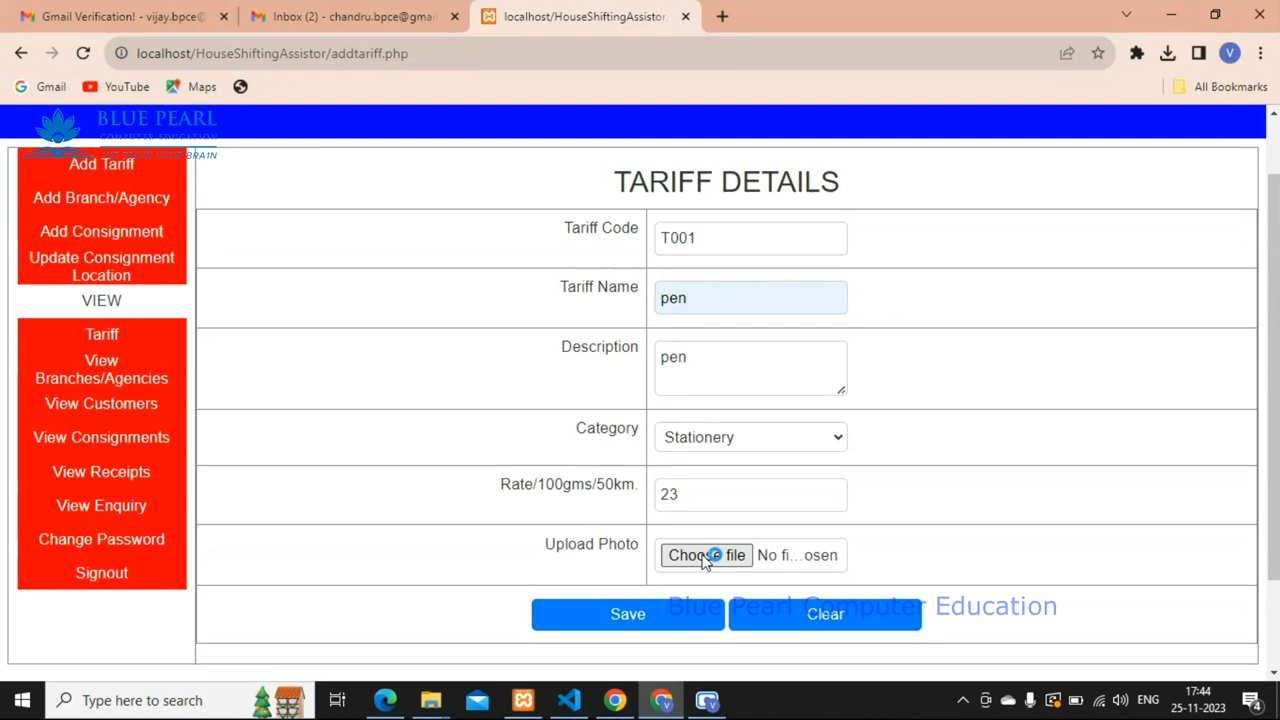 Gmail Verification! - vijay.bpce@
Inbox (2) - chandru.bpce@gmai
localhost/HouseShiftingAssistor
localhost/HouseShiftingAssistor/addtariff.php
V
Gmail
YouTube
Maps
All Bookmarks
BLUE PEARL
COMPUTER EDUCATION
Add Tariff
Add Branch/Agency
Add Consignment
Update Consignment
Location
VIEW
Tariff
View
Branches/Agencies
View Customers
View Consignments
View Receipts
View Enquiry
Change Password
Signout
TARIFF DETAILS
Tariff Code
T001
Tariff Name
pen
Description
pen
Category
Stationery
Rate/100gms/50km.
23
Upload Photo
Choose file No fi...osen
Save
Clear
Blue Pearl Computer Education
Type here to search
ENG
17:44
25-11-2023
4